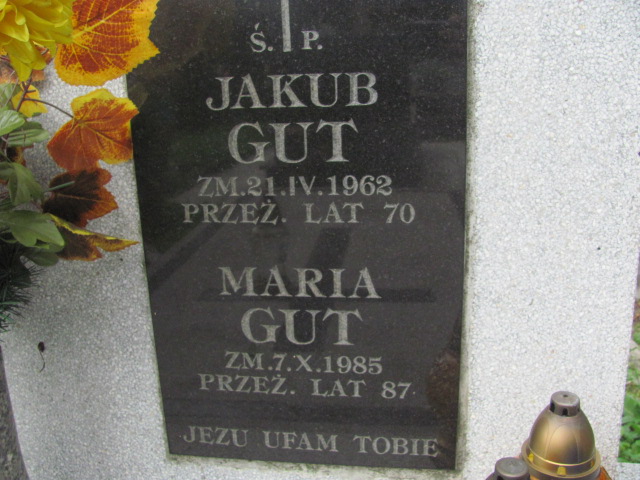 Ś. P.
JAKUB
GUT
ZM.21.IV.1962
PRZEŻ. LAT 70
MARIA
GUT
ZM.7.X.1985
PRZEŻ. LAT 87
JEZU UFAM TOBIE